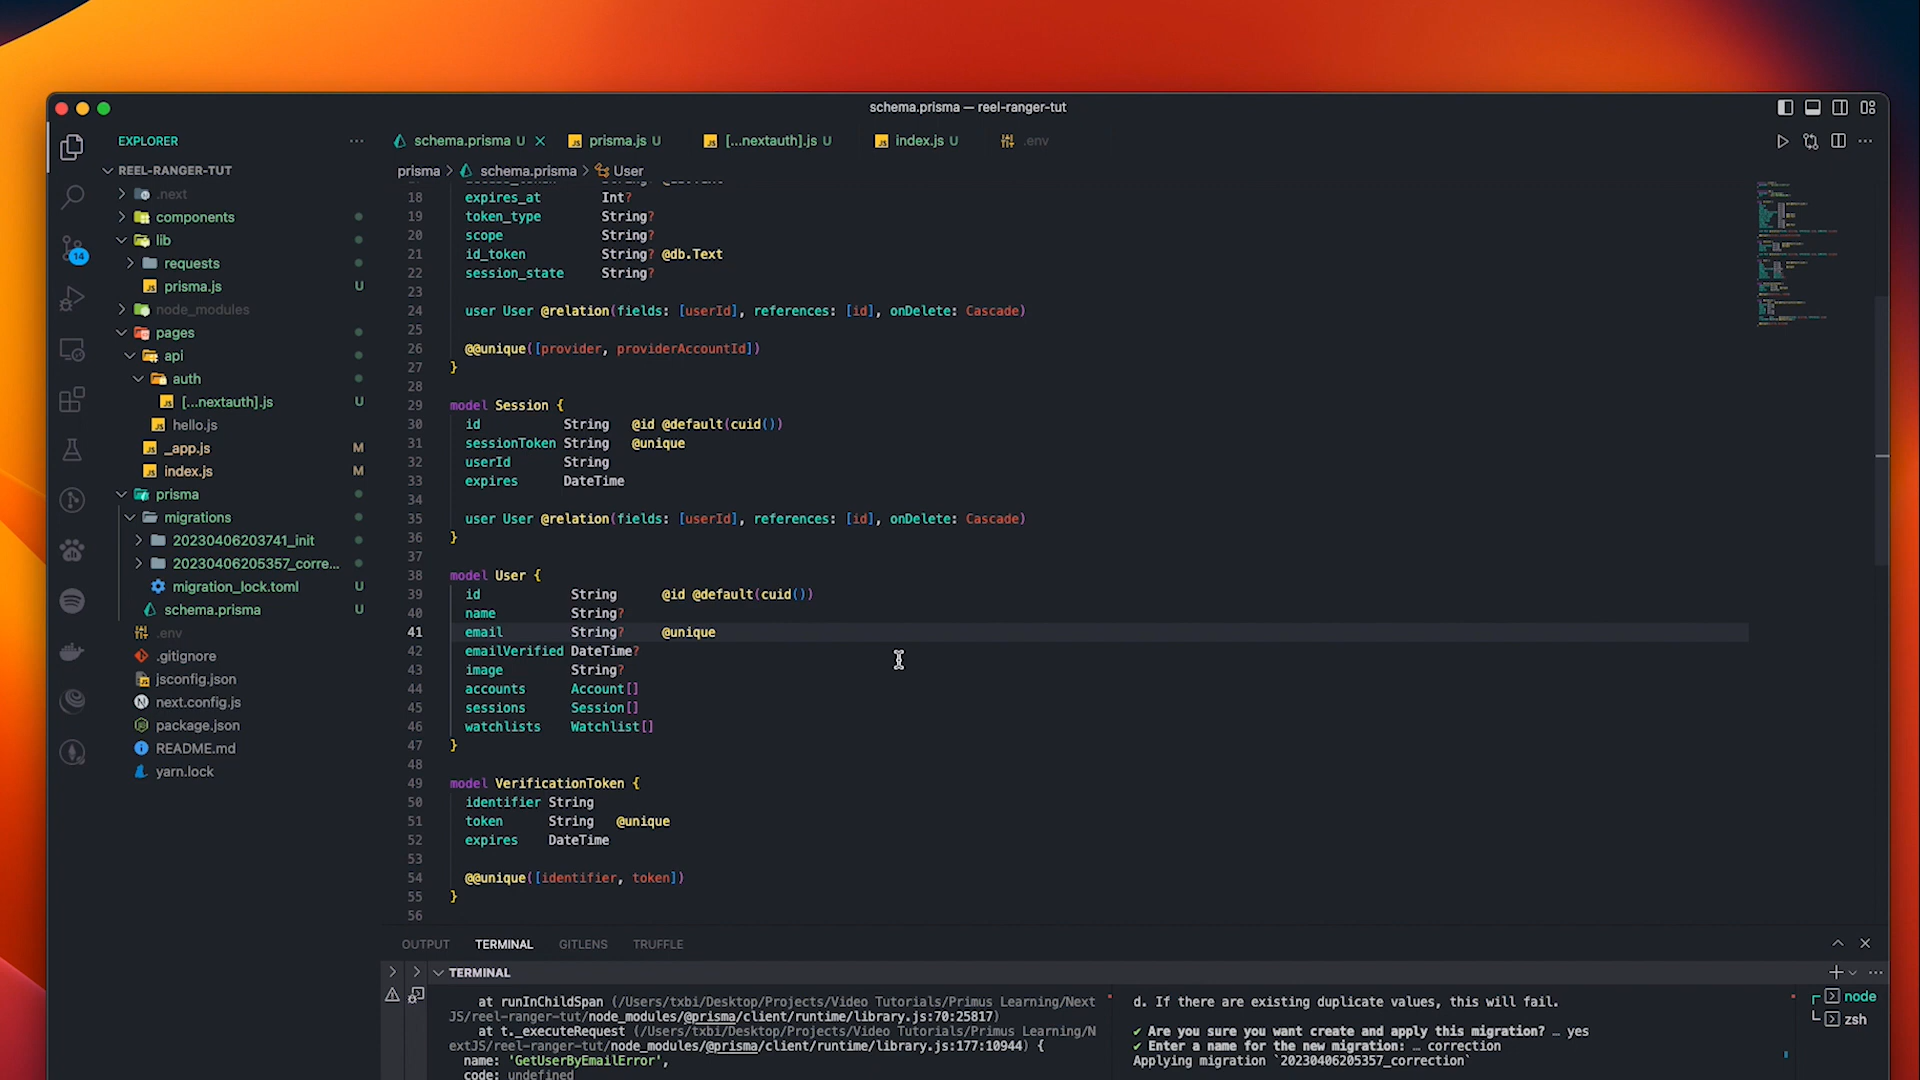 schema.prisma — reel-ranger-tut
EXPLORER
schema.prisma U
prisma.js U
[...nextauth].js U
index.js U
.env
REEL-RANGER-TUT
prisma > schema.prisma > User
.next
components
lib
requests
prisma.js U
node_modules
pages
api
auth
[...nextauth].js U
hello.js
_app.js M
index.js M
prisma
migrations
20230406203741_init
20230406205357_corre...
migration_lock.toml U
schema.prisma U
.env
.gitignore
jsconfig.json
next.config.js
package.json
README.md
yarn.lock
14
18 expires_at Int?
19 token_type String?
20 scope String?
21 id_token String? @db.Text
22 session_state String?
23
24 user User @relation(fields: [userId], references: [id], onDelete: Cascade)
25
26 @@unique([provider, providerAccountId])
27 }
28
29 model Session {
30 id String @id @default(cuid())
31 sessionToken String @unique
32 userId String
33 expires DateTime
34
35 user User @relation(fields: [userId], references: [id], onDelete: Cascade)
36 }
37
38 model User {
39 id String @id @default(cuid())
40 name String?
41 email String? @unique
42 emailVerified DateTime?
43 image String?
44 accounts Account[]
45 sessions Session[]
46 watchlists Watchlist[]
47 }
48
49 model VerificationToken {
50 identifier String
51 token String @unique
52 expires DateTime
53
54 @@unique([identifier, token])
55 }
56
OUTPUT TERMINAL GITLENS TRUFFLE
TERMINAL
at runInChildSpan (/Users/txbi/Desktop/Projects/Video Tutorials/Primus Learning/Next
JS/reel-ranger-tut/node_modules/@prisma/client/runtime/library.js:70:25817)
at t._executeRequest (/Users/txbi/Desktop/Projects/Video Tutorials/Primus Learning/N
extJS/reel-ranger-tut/node_modules/@prisma/client/runtime/library.js:177:10944) {
name: 'GetUserByEmailError',
code: undefined
d. If there are existing duplicate values, this will fail.
✔ Are you sure you want create and apply this migration? … yes
✔ Enter a name for the new migration: … correction
Applying migration `20230406205357_correction`
node
zsh